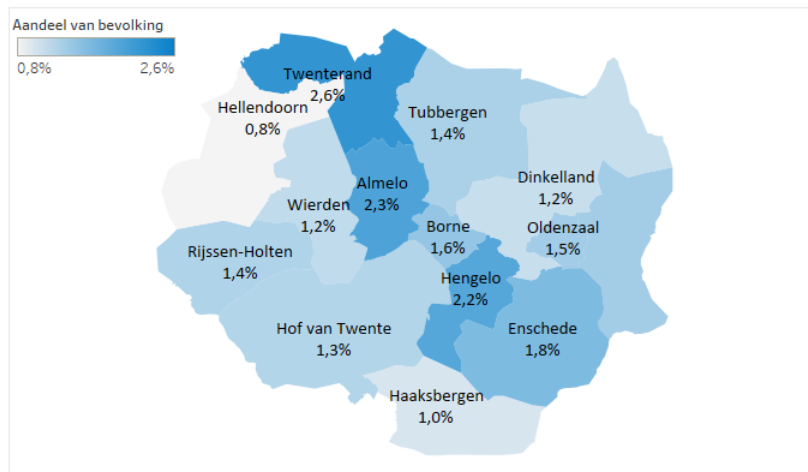 Aandeel van bevolking
0,8%
2,6%
Twenterand
2,6%
Hellendoorn
0,8%
Tubbergen
1,4%
Almelo
2,3%
Dinkelland
1,2%
Wierden
1,2%
Borne
1,6%
Oldenzaal
1,5%
Rijssen-Holten
1,4%
Hengelo
2,2%
Hof van Twente
1,3%
Enschede
1,8%
Haaksbergen
1,0%